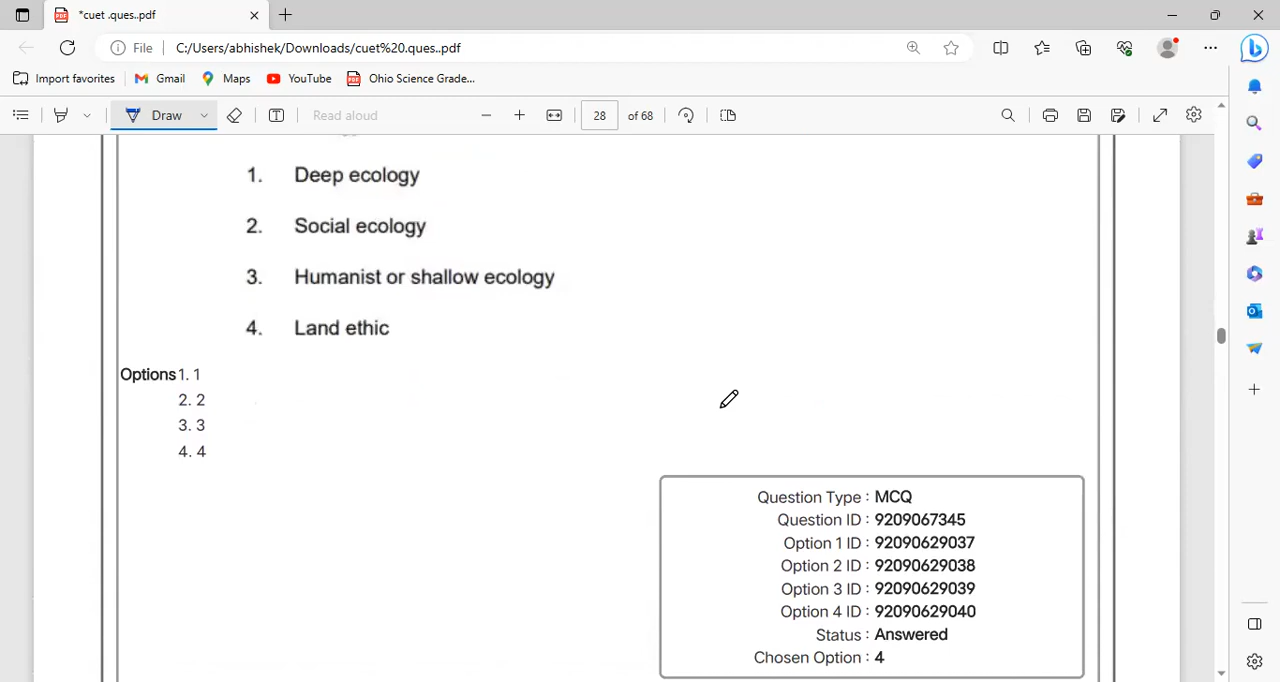 *cuet .ques..pdf
File C:/Users/abhishek/Downloads/cuet%20.ques..pdf
Import favorites Gmail Maps YouTube Ohio Science Grade...
Draw Read aloud 28 of 68
1. Deep ecology
2. Social ecology
3. Humanist or shallow ecology
4. Land ethic
Options 1. 1
2. 2
3. 3
4. 4
Question Type : MCQ
Question ID : 9209067345
Option 1 ID : 92090629037
Option 2 ID : 92090629038
Option 3 ID : 92090629039
Option 4 ID : 92090629040
Status : Answered
Chosen Option : 4